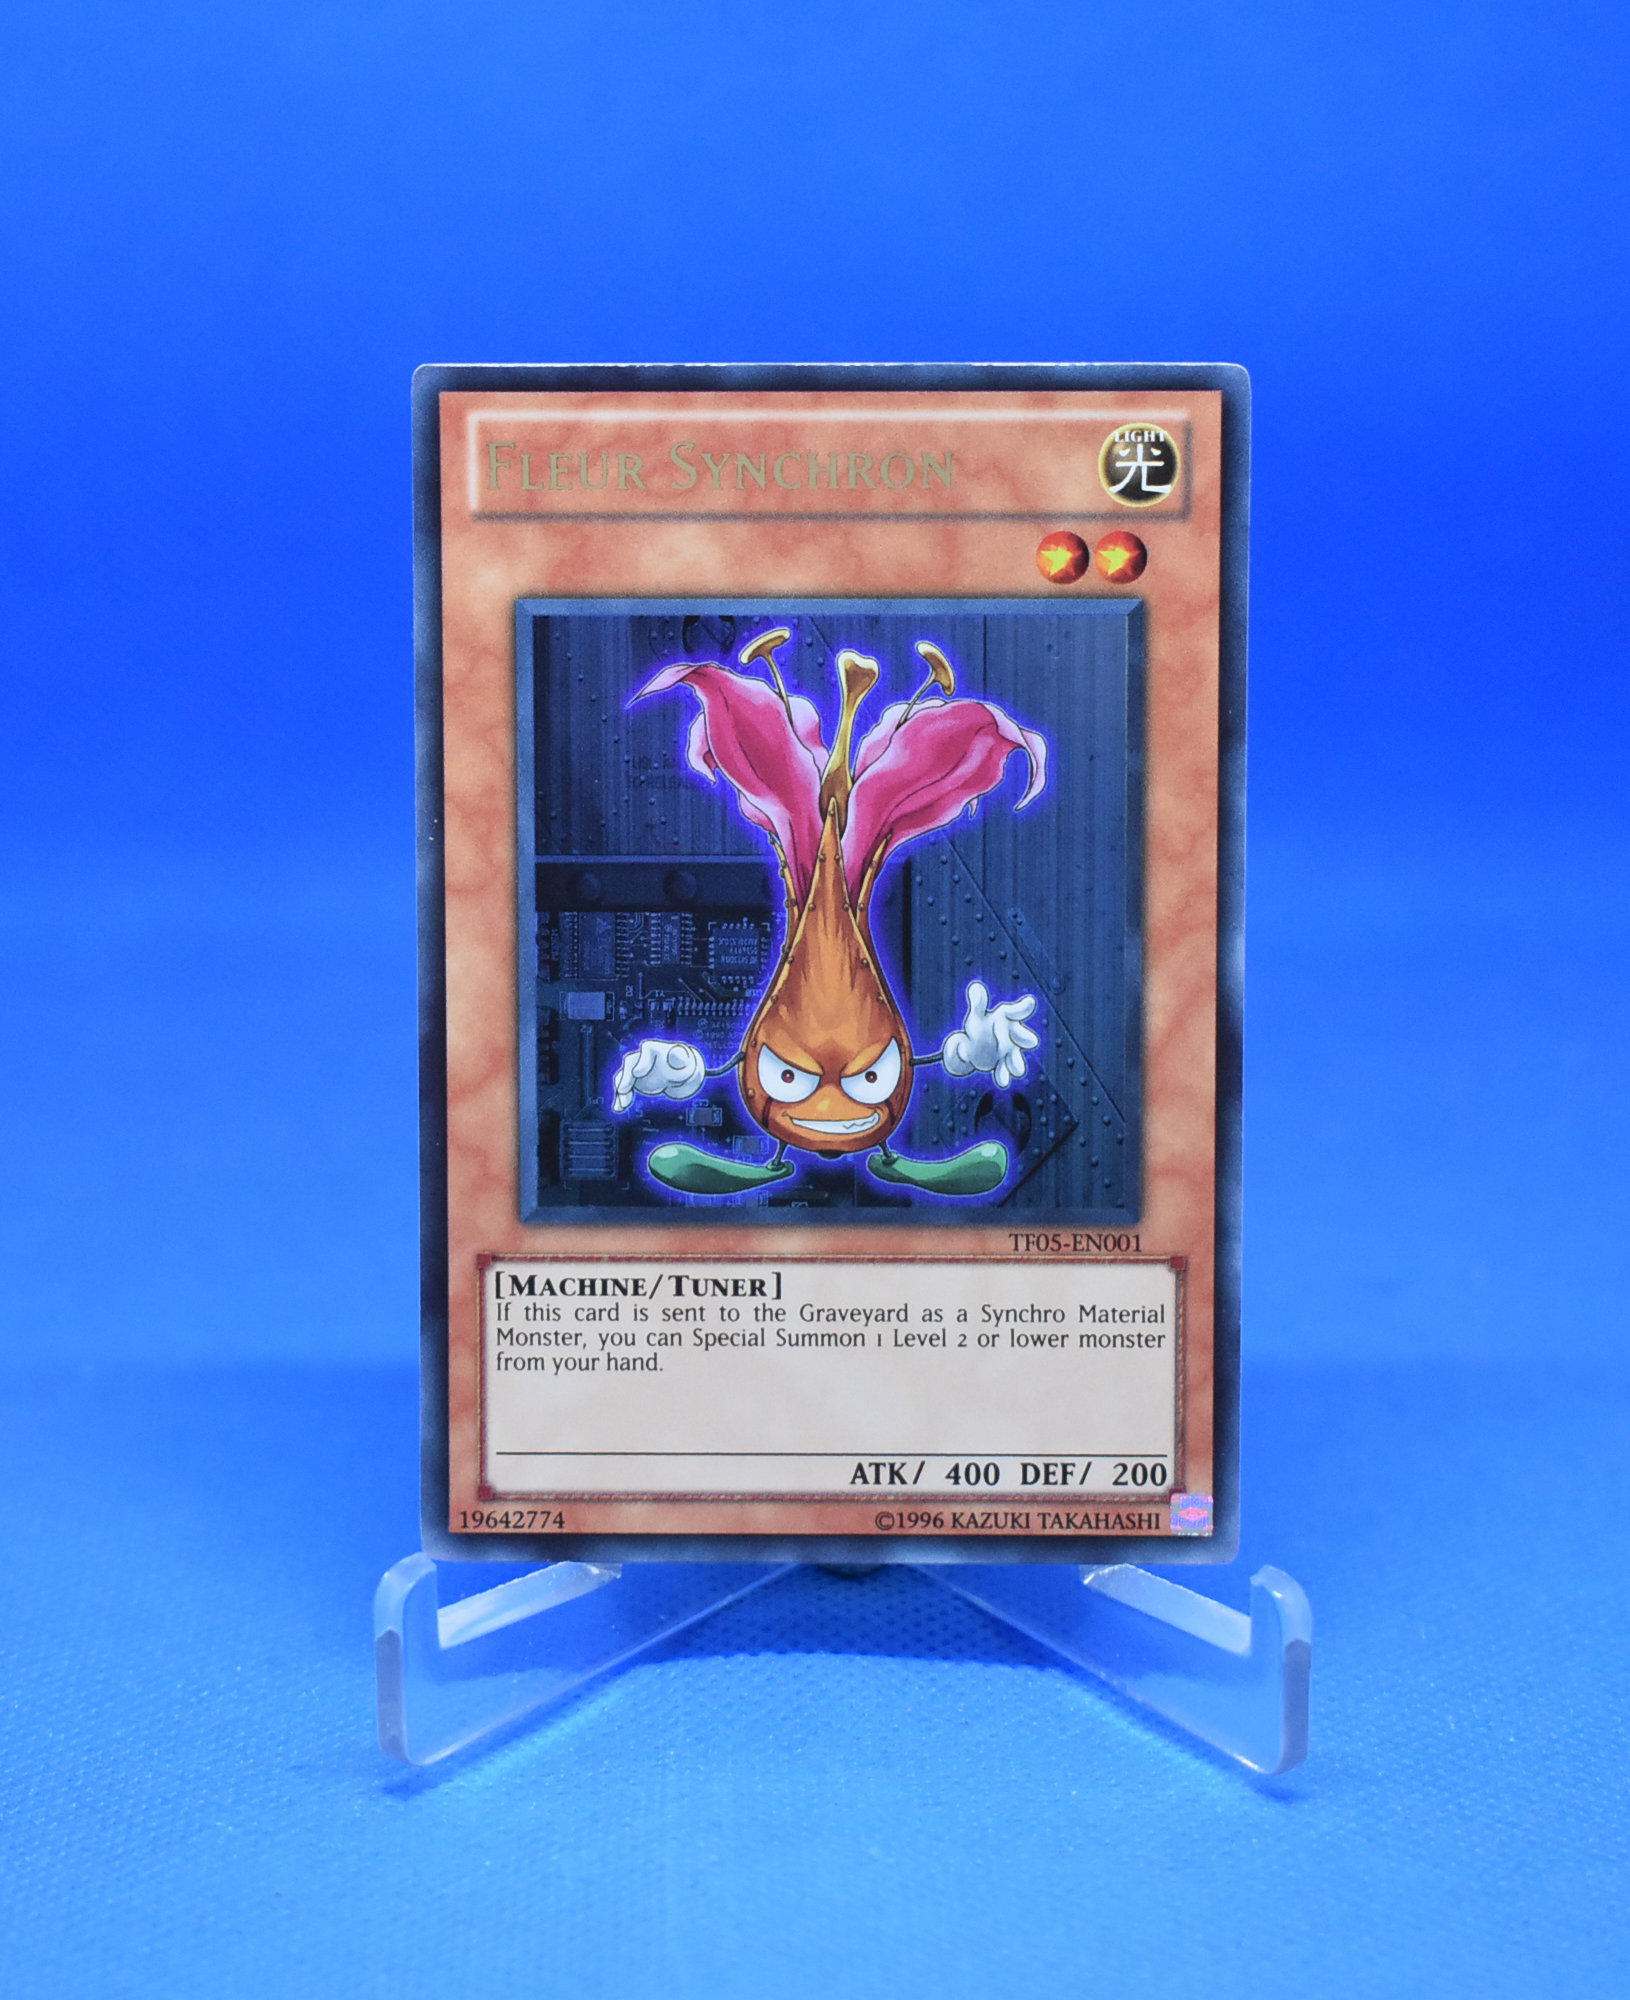 FLEUR SYNCHRON
LIGHT
光
TF05-EN001
[MACHINE/TUNER]
If this card is sent to the Graveyard as a Synchro Material
Monster, you can Special Summon 1 Level 2 or lower monster
from your hand.
ATK/ 400 DEF/ 200
19642774
©1996 KAZUKI TAKAHASHI